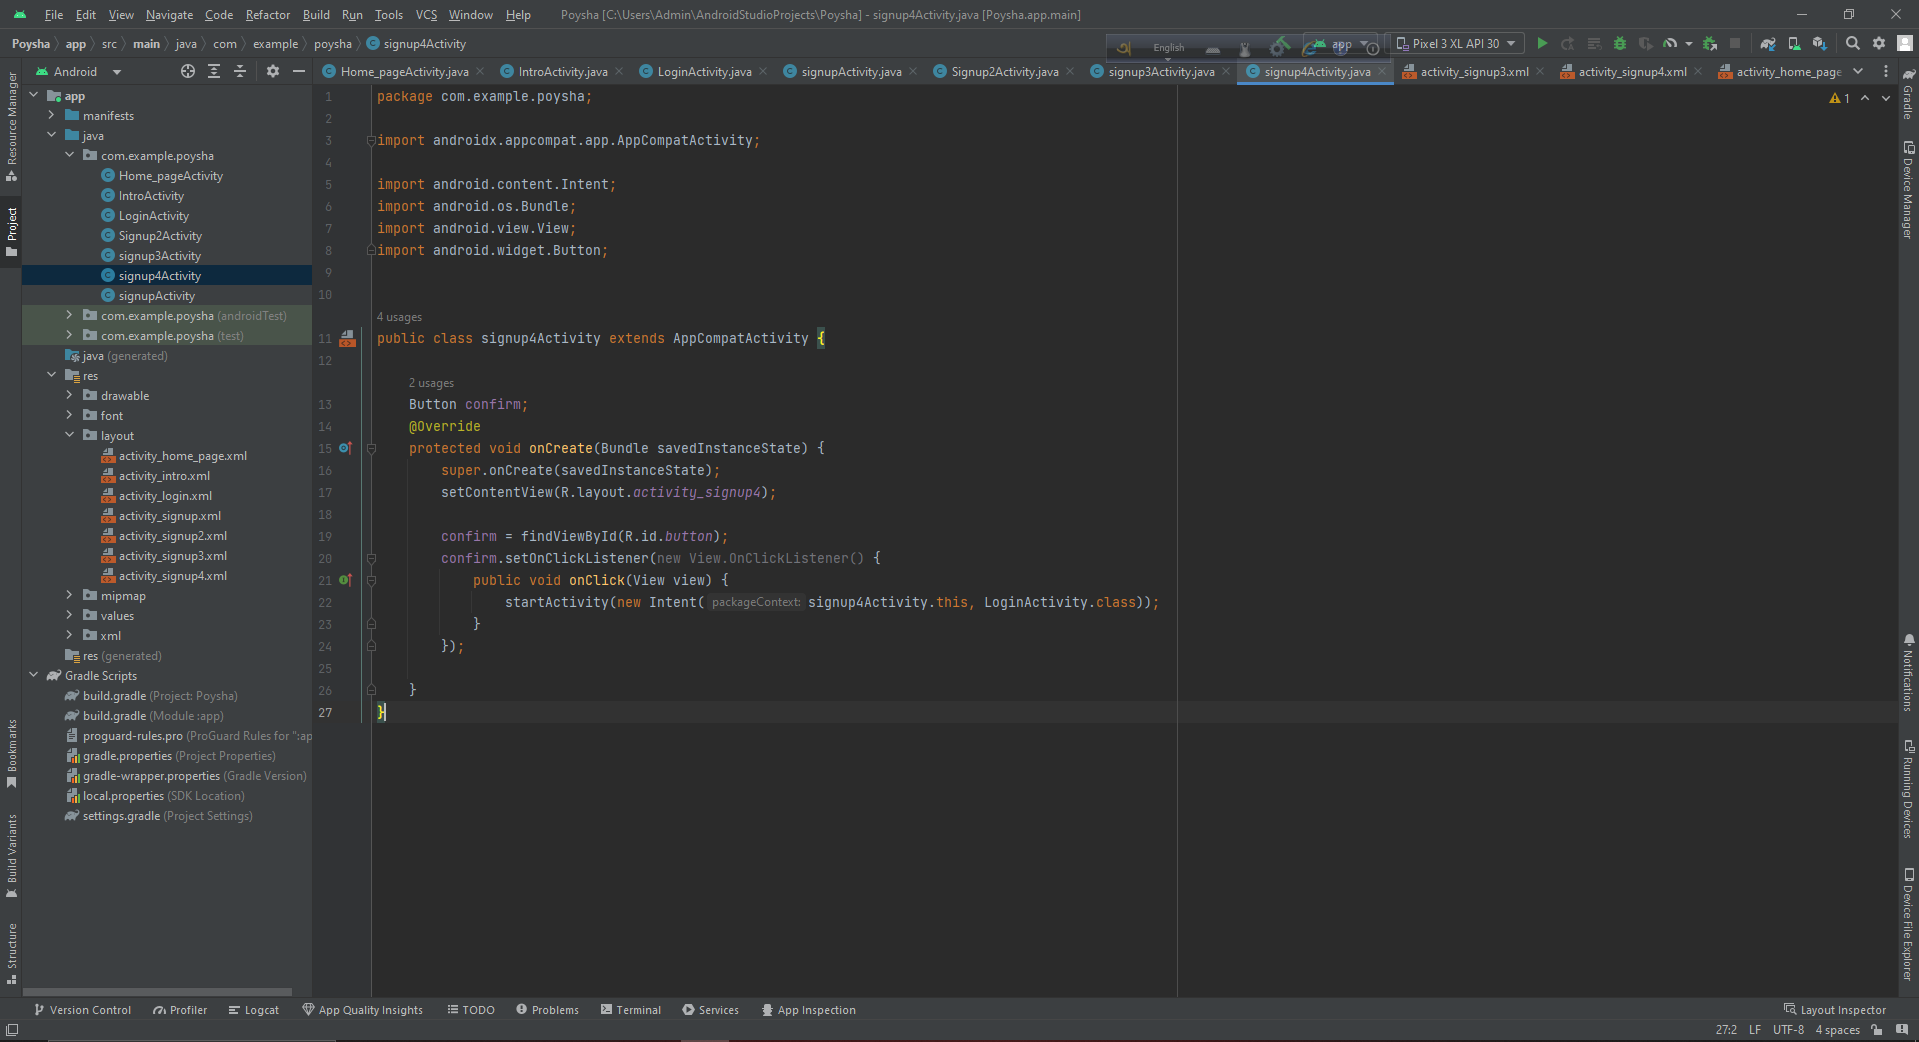 File Edit View Navigate Code Refactor Build Run Tools VCS Window Help Poysha [C:\Users\Admin\AndroidStudioProjects\Poysha] - signup4Activity.java [Poysha.app.main]
Poysha app src main java com example poysha signup4Activity
English
app
Pixel 3 XL API 30
Android
Home_pageActivity.java IntroActivity.java LoginActivity.java signupActivity.java Signup2Activity.java signup3Activity.java signup4Activity.java activity_signup3.xml activity_signup4.xml activity_home_page
Resource Manager
Project
Bookmarks
Build Variants
Structure
app
manifests
java
com.example.poysha
Home_pageActivity
IntroActivity
LoginActivity
Signup2Activity
signup3Activity
signup4Activity
signupActivity
com.example.poysha (androidTest)
com.example.poysha (test)
java (generated)
res
drawable
font
layout
activity_home_page.xml
activity_intro.xml
activity_login.xml
activity_signup.xml
activity_signup2.xml
activity_signup3.xml
activity_signup4.xml
mipmap
values
xml
res (generated)
Gradle Scripts
build.gradle (Project: Poysha)
build.gradle (Module :app)
proguard-rules.pro (ProGuard Rules for ":ap
gradle.properties (Project Properties)
gradle-wrapper.properties (Gradle Version)
local.properties (SDK Location)
settings.gradle (Project Settings)
1 package com.example.poysha;
2
3 import androidx.appcompat.app.AppCompatActivity;
4
5 import android.content.Intent;
6 import android.os.Bundle;
7 import android.view.View;
8 import android.widget.Button;
9
10
4 usages
11 public class signup4Activity extends AppCompatActivity {
12
2 usages
13 Button confirm;
14 @Override
15 protected void onCreate(Bundle savedInstanceState) {
16 super.onCreate(savedInstanceState);
17 setContentView(R.layout.activity_signup4);
18
19 confirm = findViewById(R.id.button);
20 confirm.setOnClickListener(new View.OnClickListener() {
21 public void onClick(View view) {
22 startActivity(new Intent( packageContext: signup4Activity.this, LoginActivity.class));
23 }
24 });
25
26 }
27 }
1
Gradle
Device Manager
Notifications
Running Devices
Device File Explorer
Version Control Profiler Logcat App Quality Insights TODO Problems Terminal Services App Inspection Layout Inspector
27:2 LF UTF-8 4 spaces